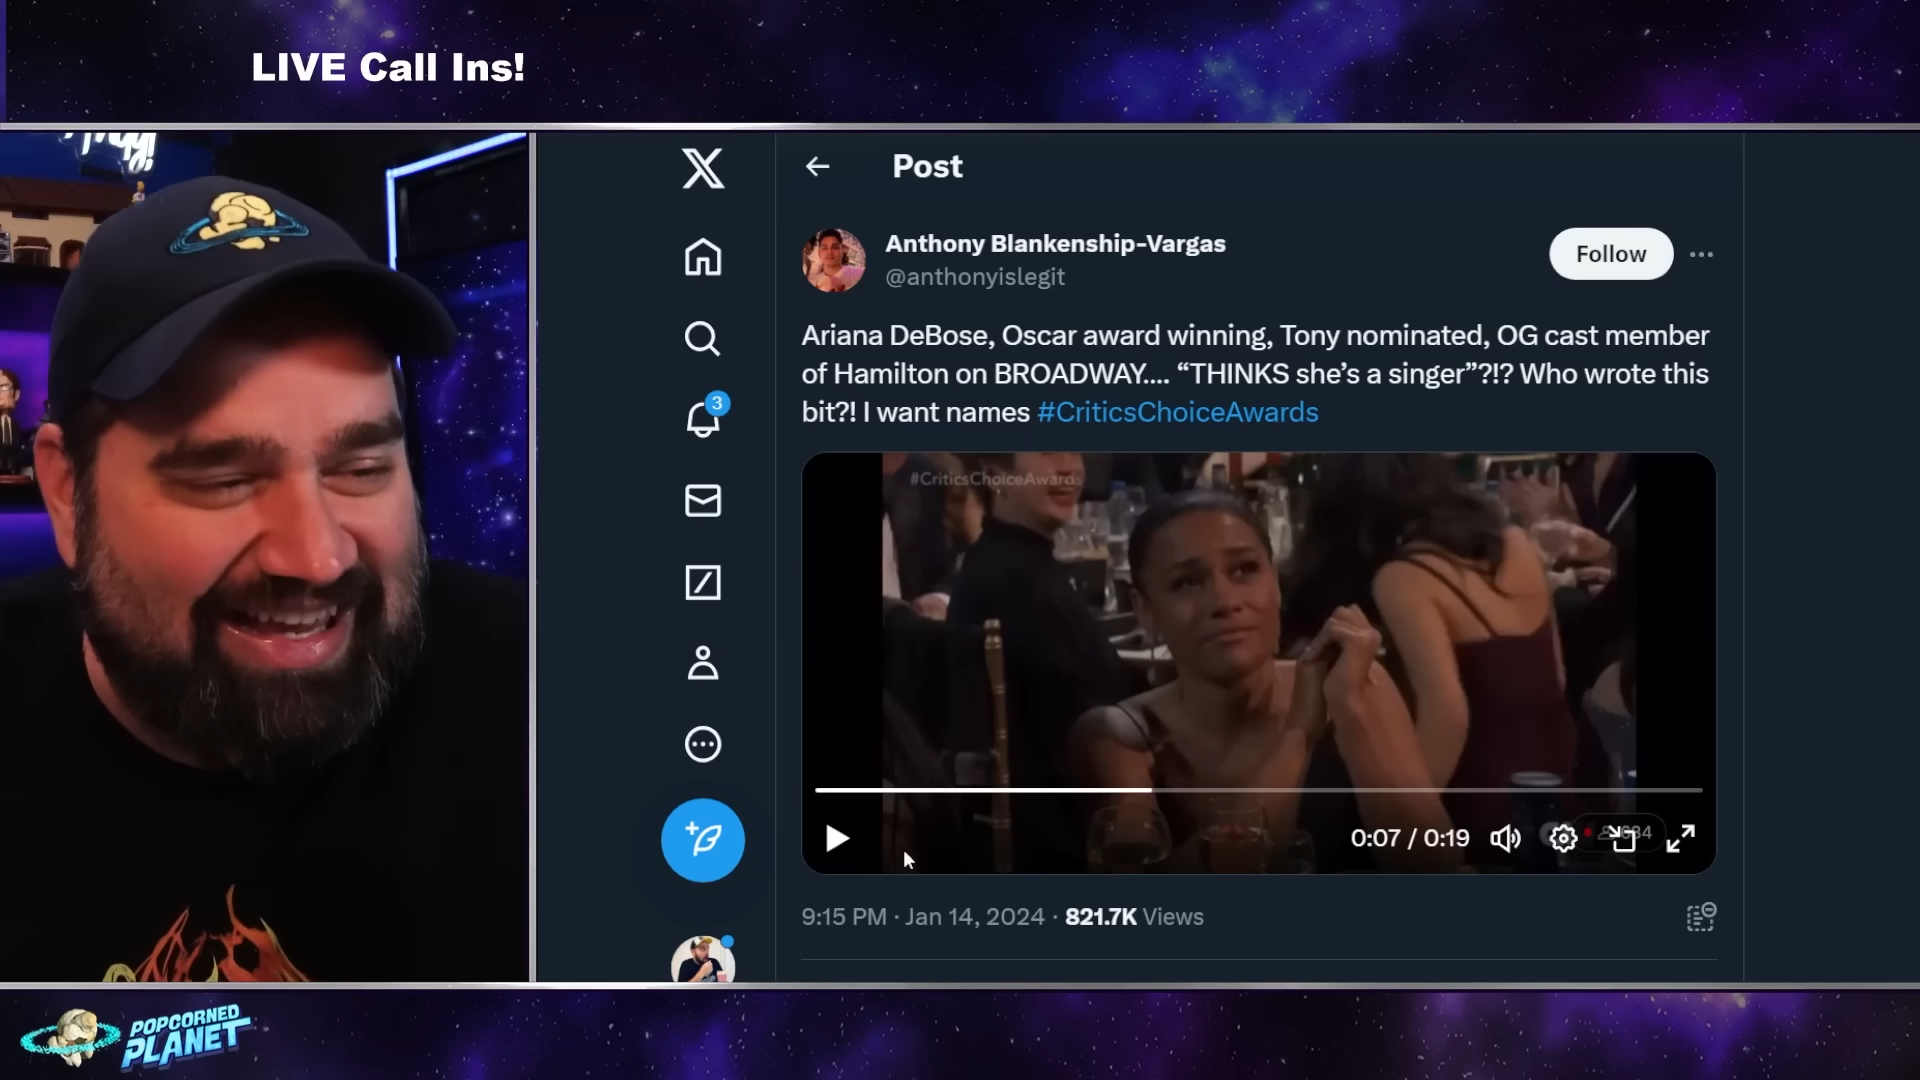 LIVE Call Ins!
Post
Anthony Blankenship-Vargas
@anthonyislegit
Follow
Ariana DeBose, Oscar award winning, Tony nominated, OG cast member
of Hamilton on BROADWAY.... “THINKS she’s a singer”?!? Who wrote this
bit?! I want names #CriticsChoiceAwards
3
#CriticsChoiceAwards
0:07 / 0:19
9:15 PM · Jan 14, 2024 · 821.7K Views
POPCORNED
PLANET